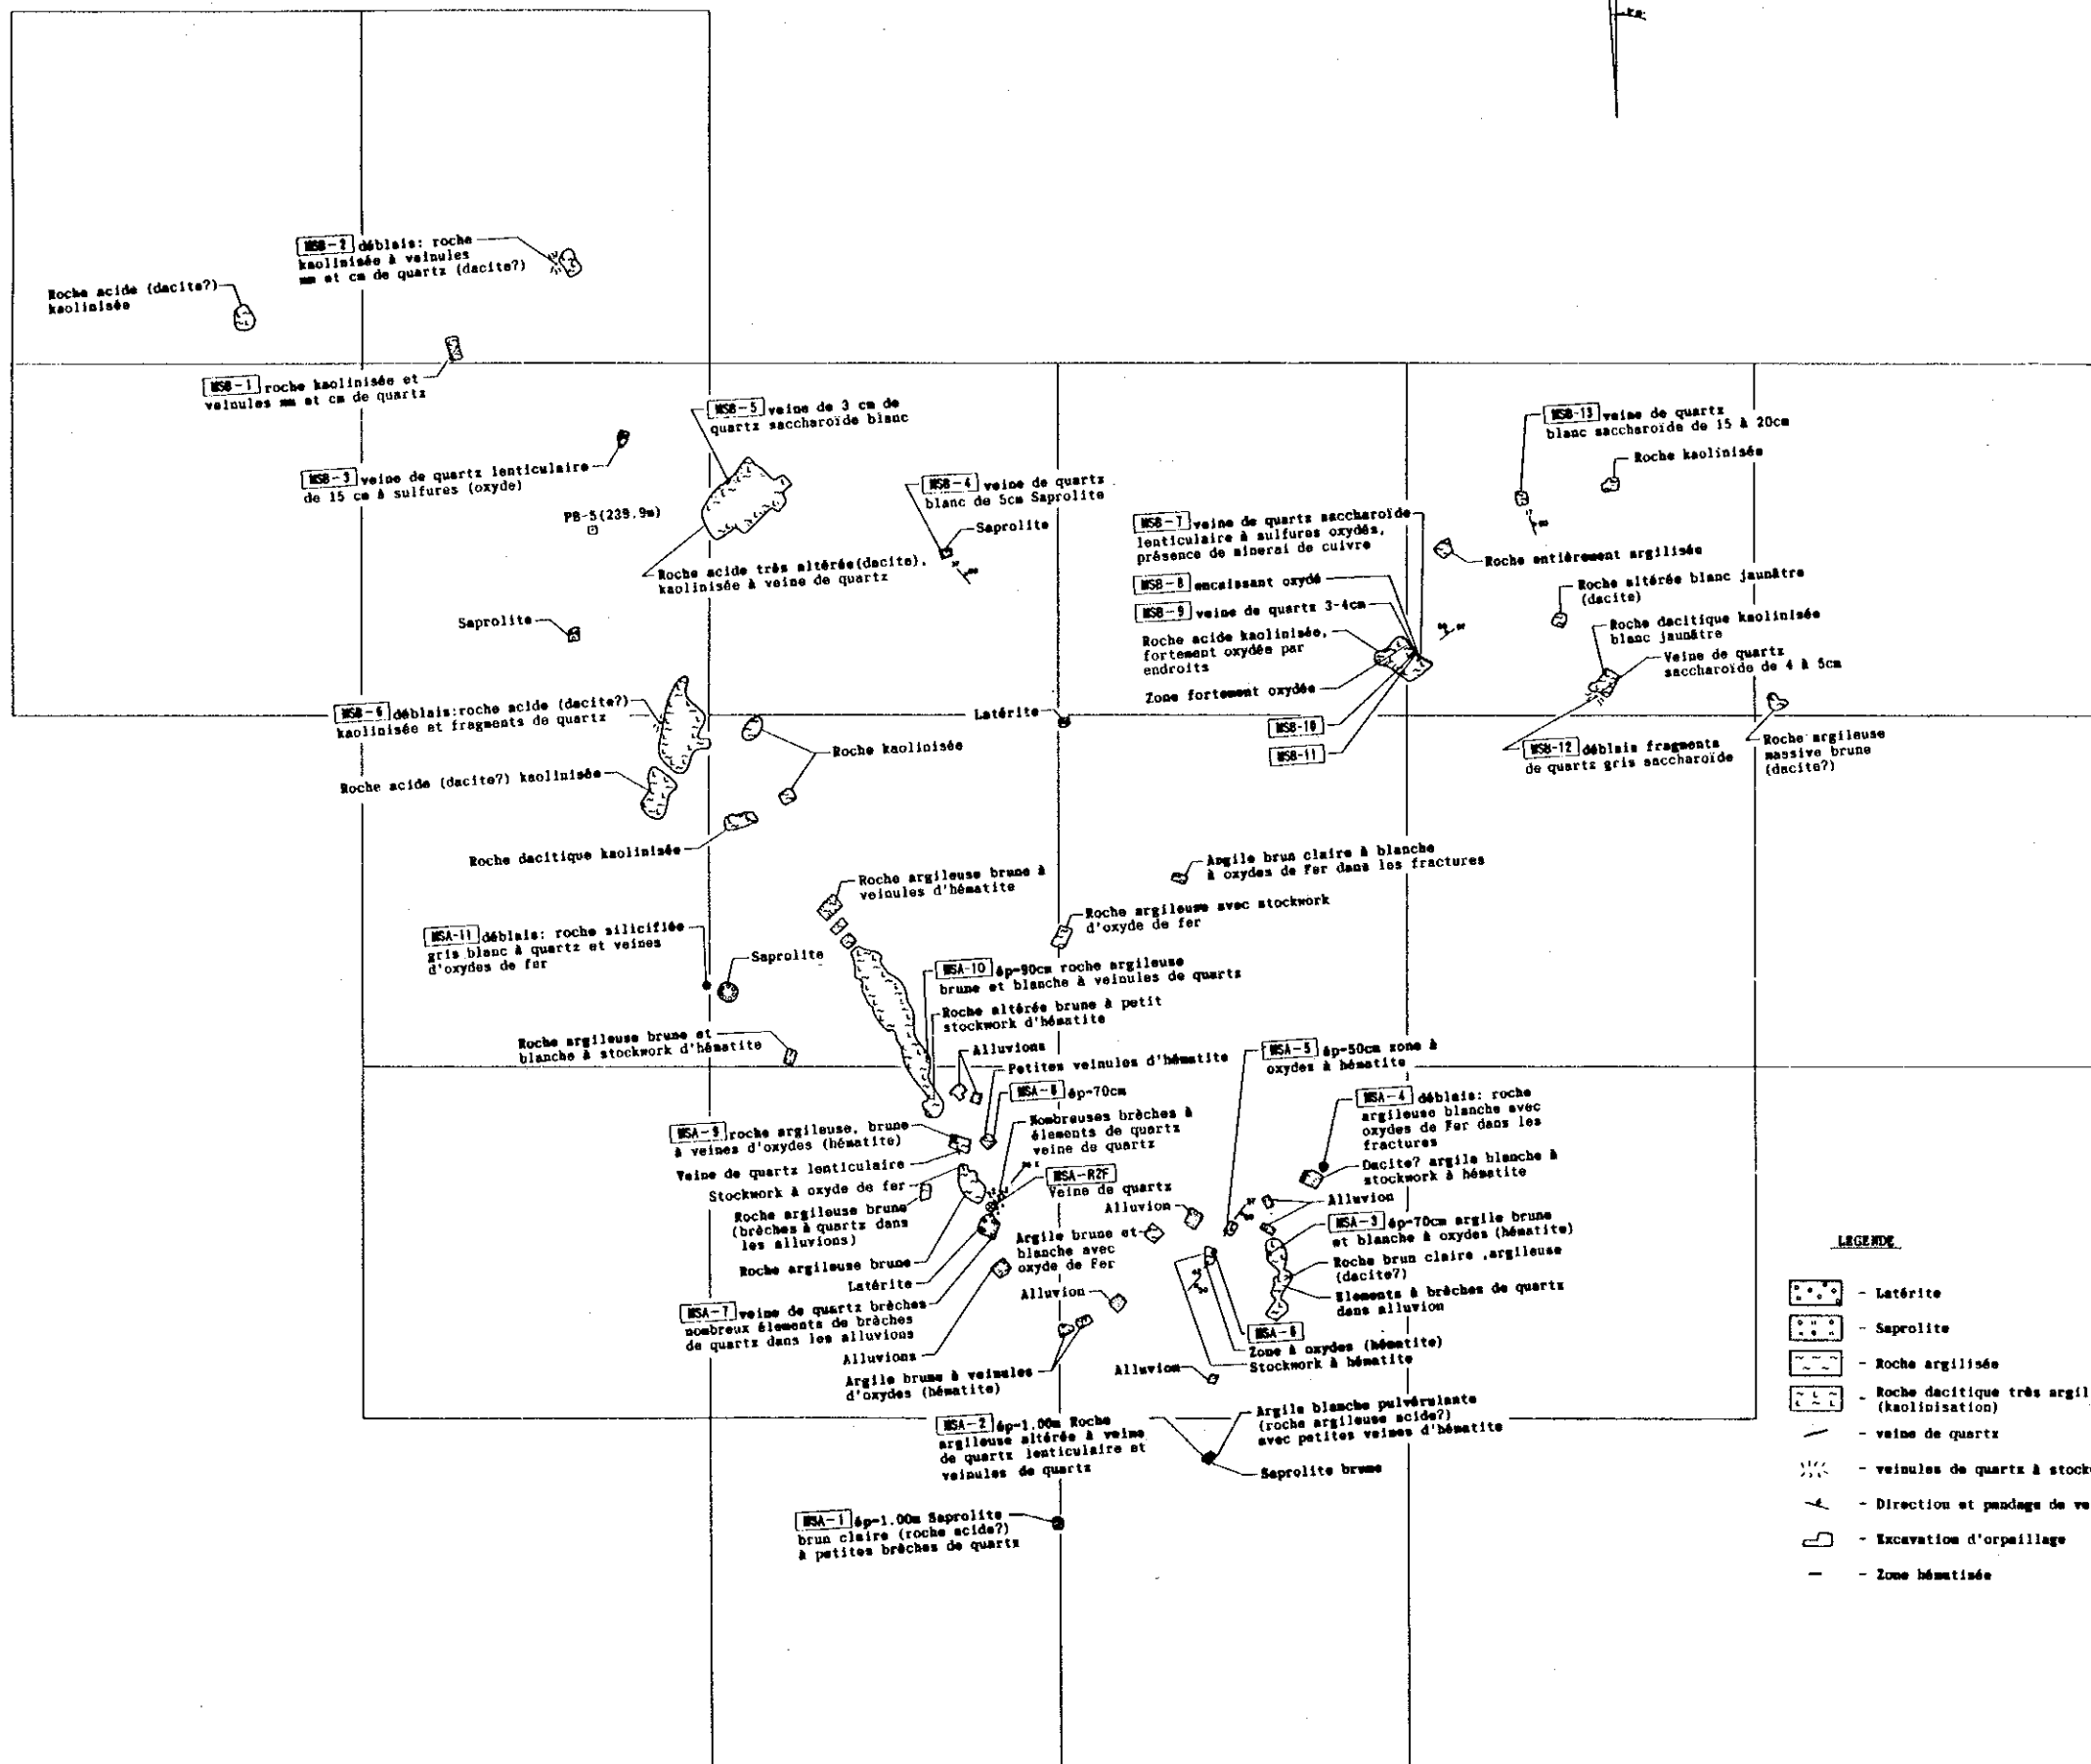 MSB-2 déblais: roche
kaolinisée à veinules
mm et cm de quartz (dacite?)
Roche acide (dacite?)
kaolinisée
MSB-1 roche kaolinisée et
veinules mm et cm de quartz
MSB-5 veine de 3 cm de
quartz saccharoïde blanc
MSB-3 veine de quartz lenticulaire
de 15 cm à sulfures (oxyde)
PB-5(239.9m)
MSB-4 veine de quartz
blanc de 5cm Saprolite
Saprolite
Roche acide très altérée(dacite),
kaolinisée à veine de quartz
Saprolite
MSB-13 veine de quartz
blanc saccharoïde de 15 à 20cm
Roche kaolinisée
MSB-7 veine de quartz saccharoïde
lenticulaire à sulfures oxydés,
présence de minerai de cuivre
Roche entièrement argilisée
MSB-8 encaissant oxydé
MSB-9 veine de quartz 3-4cm
Roche acide kaolinisée,
fortement oxydée par
endroits
Zone fortement oxydée
MSB-10
MSB-11
Roche altérée blanc jaunâtre
(dacite)
Roche dacitique kaolinisée
blanc jaunâtre
Veine de quartz
saccharoïde de 4 à 5cm
MSB-12 déblais fragments
de quartz gris saccharoïde
Roche argileuse
massive brune
(dacite?)
MSB-6 déblais:roche acide (dacite?)
kaolinisée et fragments de quartz
Latérite
Roche kaolinisée
Roche acide (dacite?) kaolinisée
Roche dacitique kaolinisée
Argile brun claire à blanche
à oxydes de Fer dans les fractures
Roche argileuse brune à
veinules d'hématite
Roche argileuse avec stockwork
d'oxyde de fer
MSA-11 déblais: roche silicifiée
gris blanc à quartz et veines
d'oxydes de fer
Saprolite
MSA-10 ép-90cm roche argileuse
brune et blanche à veinules de quartz
Roche altérée brune à petit
stockwork d'hématite
Roche argileuse brune et
blanche à stockwork d'hématite
Alluvions
Petites veinules d'hématite
MSA-8 ép-70cm
MSA-5 ép-50cm zone à
oxydes à hématite
MSA-4 déblais: roche
argileuse blanche avec
oxydes de Fer dans les
fractures
Nombreuses brèches à
élements de quartz
veine de quartz
MSA-9 roche argileuse, brune
à veines d'oxydes (hématite)
Veine de quartz lenticulaire
Dacite? argile blanche à
stockwork à hématite
MSA-R2F
Veine de quartz
Stockwork à oxyde de fer
Alluvion
Alluvion
Roche argileuse brune
(brèches à quartz dans
les alluvions)
MSA-3 ép-70cm argile brune
et blanche à oxydes (hématite)
Argile brune et
blanche avec
oxyde de Fer
Roche brun claire ,argileuse
(dacite?)
Roche argileuse brune
Latérite
Alluvion
Elements à brèches de quartz
dans alluvion
MSA-7 veine de quartz brèches
nombreux élements de brèches
de quartz dans les alluvions
MSA-6
Zone à oxydes (hématite)
Stockwork à hématite
Alluvions
Argile brune à veinules
d'oxydes (hématite)
Alluvion
MSA-2 ép-1.00m Roche
argileuse altérée à veine
de quartz lenticulaire et
veinules de quartz
Argile blanche pulvérulante
(roche argileuse acide?)
avec petites veines d'hématite
Saprolite brune
MSA-1 ép-1.00m Saprolite
brun claire (roche acide?)
à petites brèches de quartz
LEGENDE
- Latérite
- Saprolite
- Roche argilisée
- Roche dacitique très argil
(kaolinisation)
- veine de quartz
- veinules de quartz à stock
- Direction et pendage de ve
- Excavation d'orpaillage
- Zone hématisée